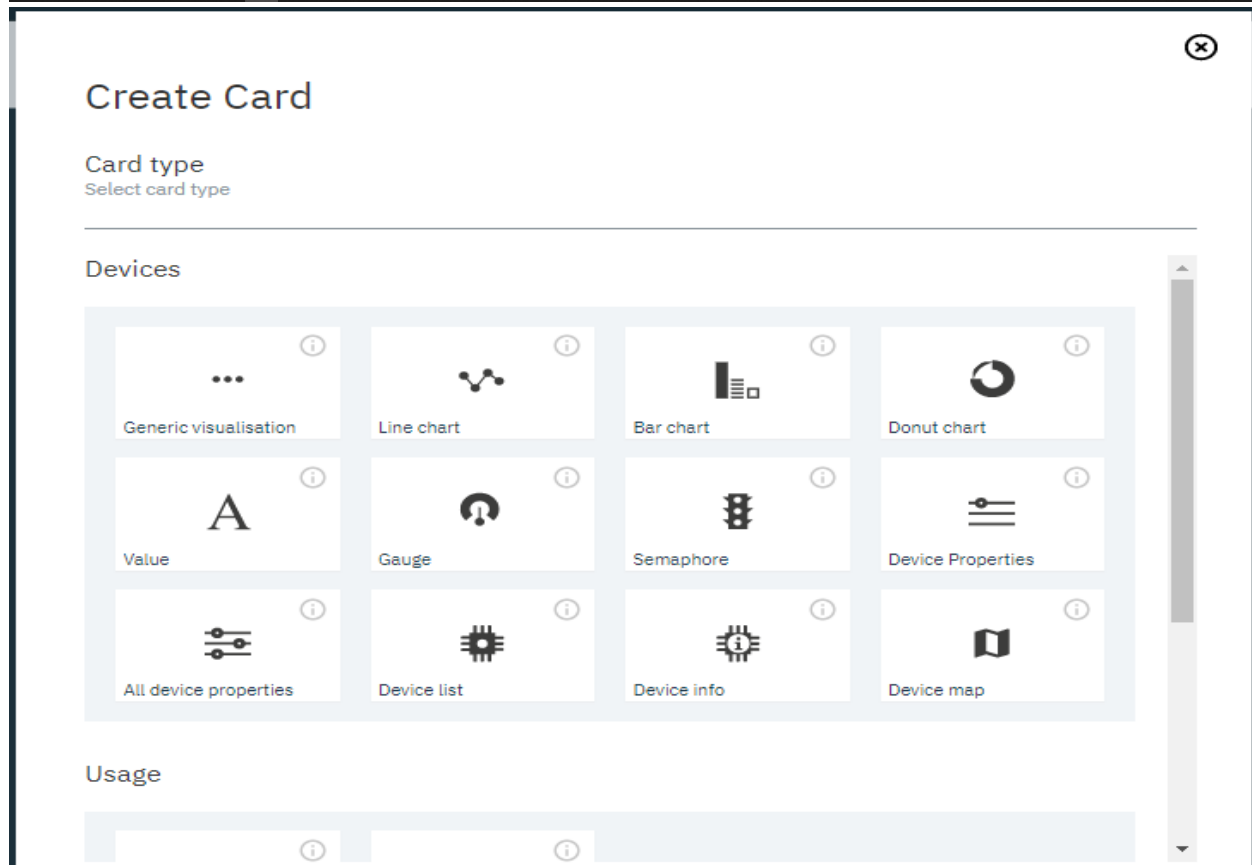 Create Card
Card type
Select card type
Devices
Generic visualisation
Line chart
Bar chart
Donut chart
A
Value
Gauge
Semaphore
Device Properties
All device properties
Device list
Device info
Device map
Usage